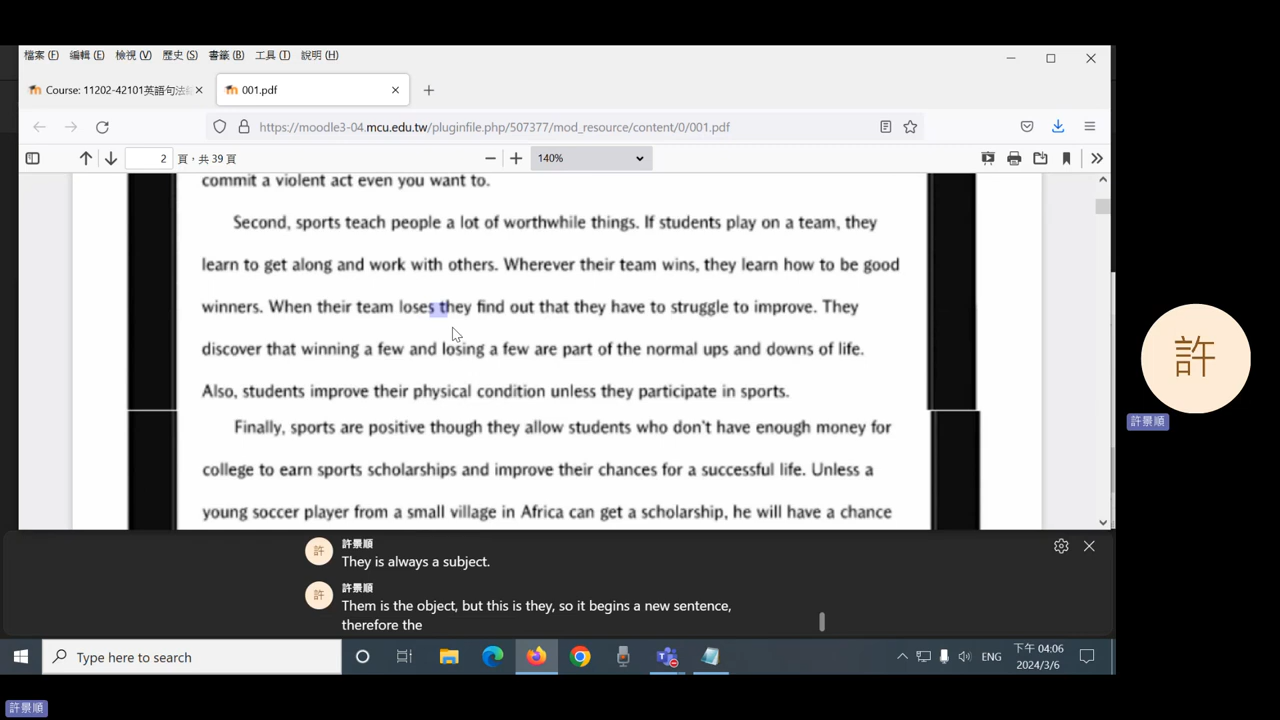 檔案(F) 編輯(E) 檢視(V) 歷史(S) 書籤(B) 工具(T) 說明(H)
Course: 11202-42101英語句法結
001.pdf
https://moodle3-04.mcu.edu.tw/pluginfile.php/507377/mod_resource/content/0/001.pdf
2 頁，共 39 頁
140%
commit a violent act even you want to.
Second, sports teach people a lot of worthwhile things. If students play on a team, they
learn to get along and work with others. Wherever their team wins, they learn how to be good
winners. When their team loses they find out that they have to struggle to improve. They
discover that winning a few and losing a few are part of the normal ups and downs of life.
Also, students improve their physical condition unless they participate in sports.
Finally, sports are positive though they allow students who don't have enough money for
college to earn sports scholarships and improve their chances for a successful life. Unless a
young soccer player from a small village in Africa can get a scholarship, he will have a chance
許
許景順
許
許景順
They is always a subject.
許
許景順
Them is the object, but this is they, so it begins a new sentence,
therefore the
Type here to search
ENG
下午 04:06
2024/3/6
許景順